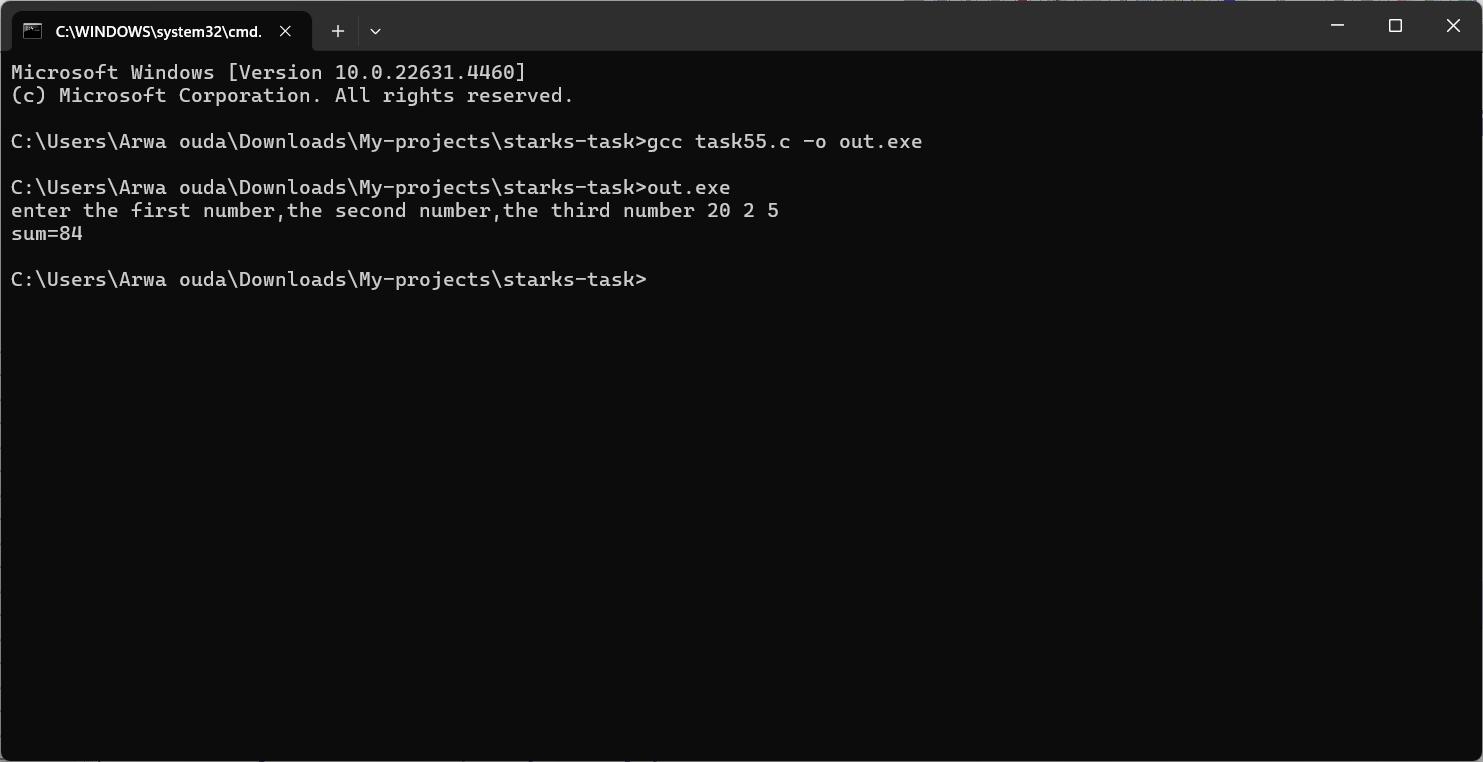 C:\WINDOWS\system32\cmd.
Microsoft Windows [Version 10.0.22631.4460]
(c) Microsoft Corporation. All rights reserved.
C:\Users\Arwa ouda\Downloads\My-projects\starks-task>gcc task55.c -o out.exe
C:\Users\Arwa ouda\Downloads\My-projects\starks-task>out.exe
enter the first number,the second number,the third number 20 2 5
sum=84
C:\Users\Arwa ouda\Downloads\My-projects\starks-task>